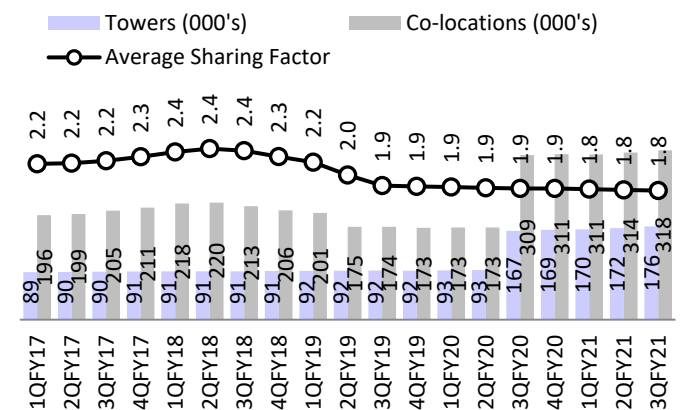 Towers (000's)
Co-locations (000's)
Average Sharing Factor
2.2 2.2 2.2 2.3 2.4 2.4 2.4 2.3 2.2 2.0 1.9 1.9 1.9 1.9 1.9 1.9 1.8 1.8 1.8
89 90 90 91 91 91 91 91 92 92 92 92 93 93 167 169 170 172 176
196 199 205 211 218 220 213 206 201 175 174 173 173 173 309 311 311 314 318
1QFY17 2QFY17 3QFY17 4QFY17 1QFY18 2QFY18 3QFY18 4QFY18 1QFY19 2QFY19 3QFY19 4QFY19 1QFY20 2QFY20 3QFY20 4QFY20 1QFY21 2QFY21 3QFY21